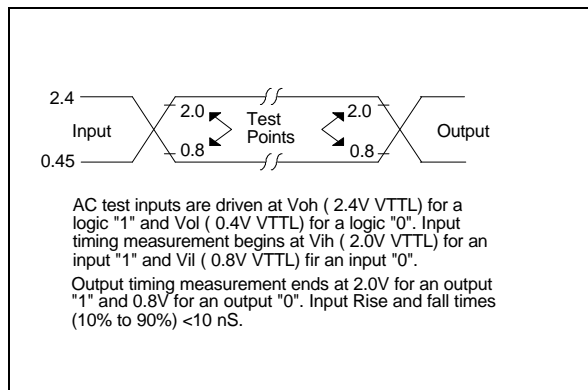 2.4
2.0
Test
2.0
Input
Points
Output
0.8
0.8
0.45
AC test inputs are driven at Voh ( 2.4V VTTL) for a
logic "1" and Vol ( 0.4V VTTL) for a logic "0". Input
timing measurement begins at Vih ( 2.0V VTTL) for an
input "1" and Vil ( 0.8V VTTL) fir an input "0".
Output timing measurement ends at 2.0V for an output
"1" and 0.8V for an output "0". Input Rise and fall times
(10% to 90%) <10 nS.